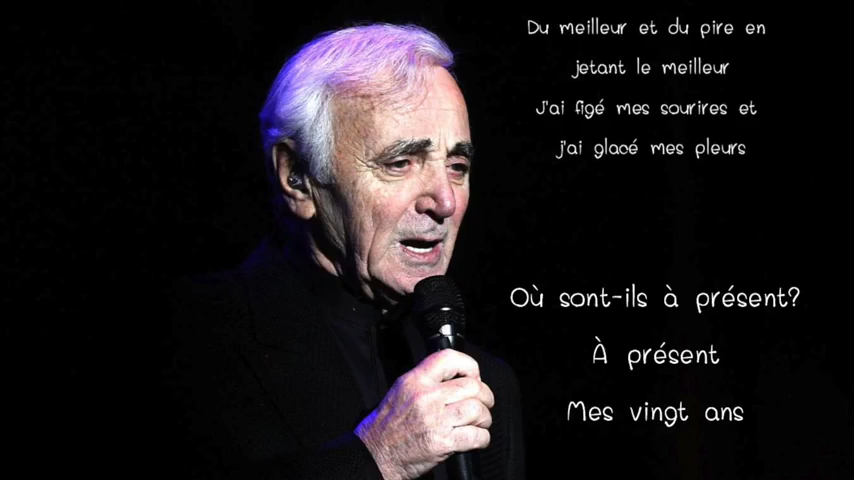 Du meilleur et du pire en
jetant le meilleur
J'ai figé mes sourires et
j'ai glacé mes pleurs
Où sont-ils à présent?
À présent
Mes vingt ans